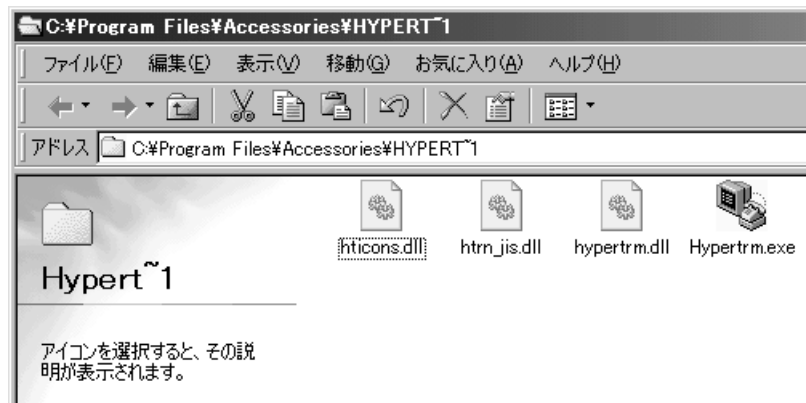 C:¥Program Files¥Accessories¥HYPERT~1
ファイル(F) 編集(E) 表示(V) 移動(G) お気に入り(A) ヘルプ(H)
アドレス C:¥Program Files¥Accessories¥HYPERT~1
hticons.dll htrn_jis.dll hypertrm.dll Hypertrm.exe
Hypert~1
アイコンを選択すると、その説
明が表示されます。